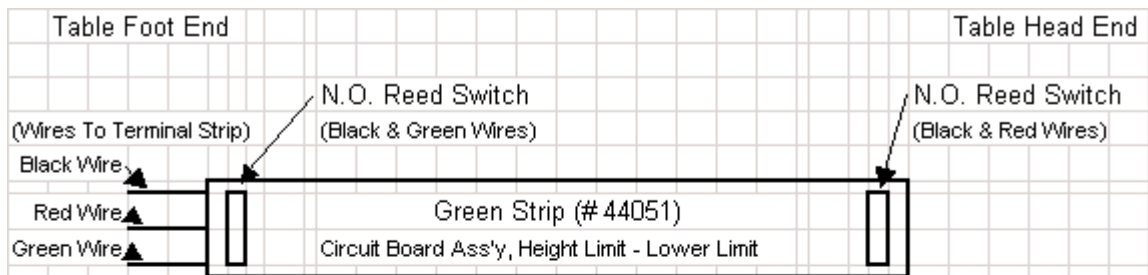 Table Foot End
Table Head End
N.O. Reed Switch
(Black & Green Wires)
N.O. Reed Switch
(Black & Red Wires)
(Wires To Terminal Strip)
Black Wire
Red Wire
Green Wire
Green Strip (# 44051)
Circuit Board Ass'y, Height Limit - Lower Limit